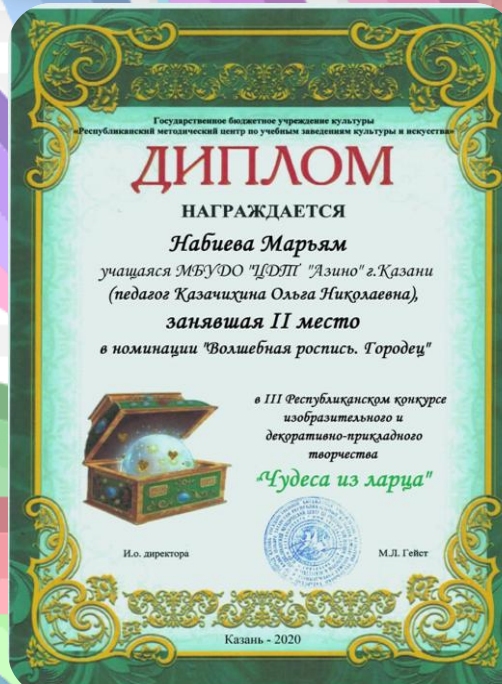 Государственное бюджетное учреждение культуры
«Республиканский методический центр по учебным заведениям культуры и искусства»
ДИПЛОМ
НАГРАЖДАЕТСЯ
Набиева Марьям
учащаяся МБУДО "ЦДТ "Азино" г.Казани
(педагог Казачихина Ольга Николаевна),
занявшая II место
в номинации "Волшебная роспись. Городец"
в III Республиканском конкурсе
изобразительного и
декоративно-прикладного
творчества
"Чудеса из ларца"
И.о. директора
М.Л. Гейст
Казань - 2020